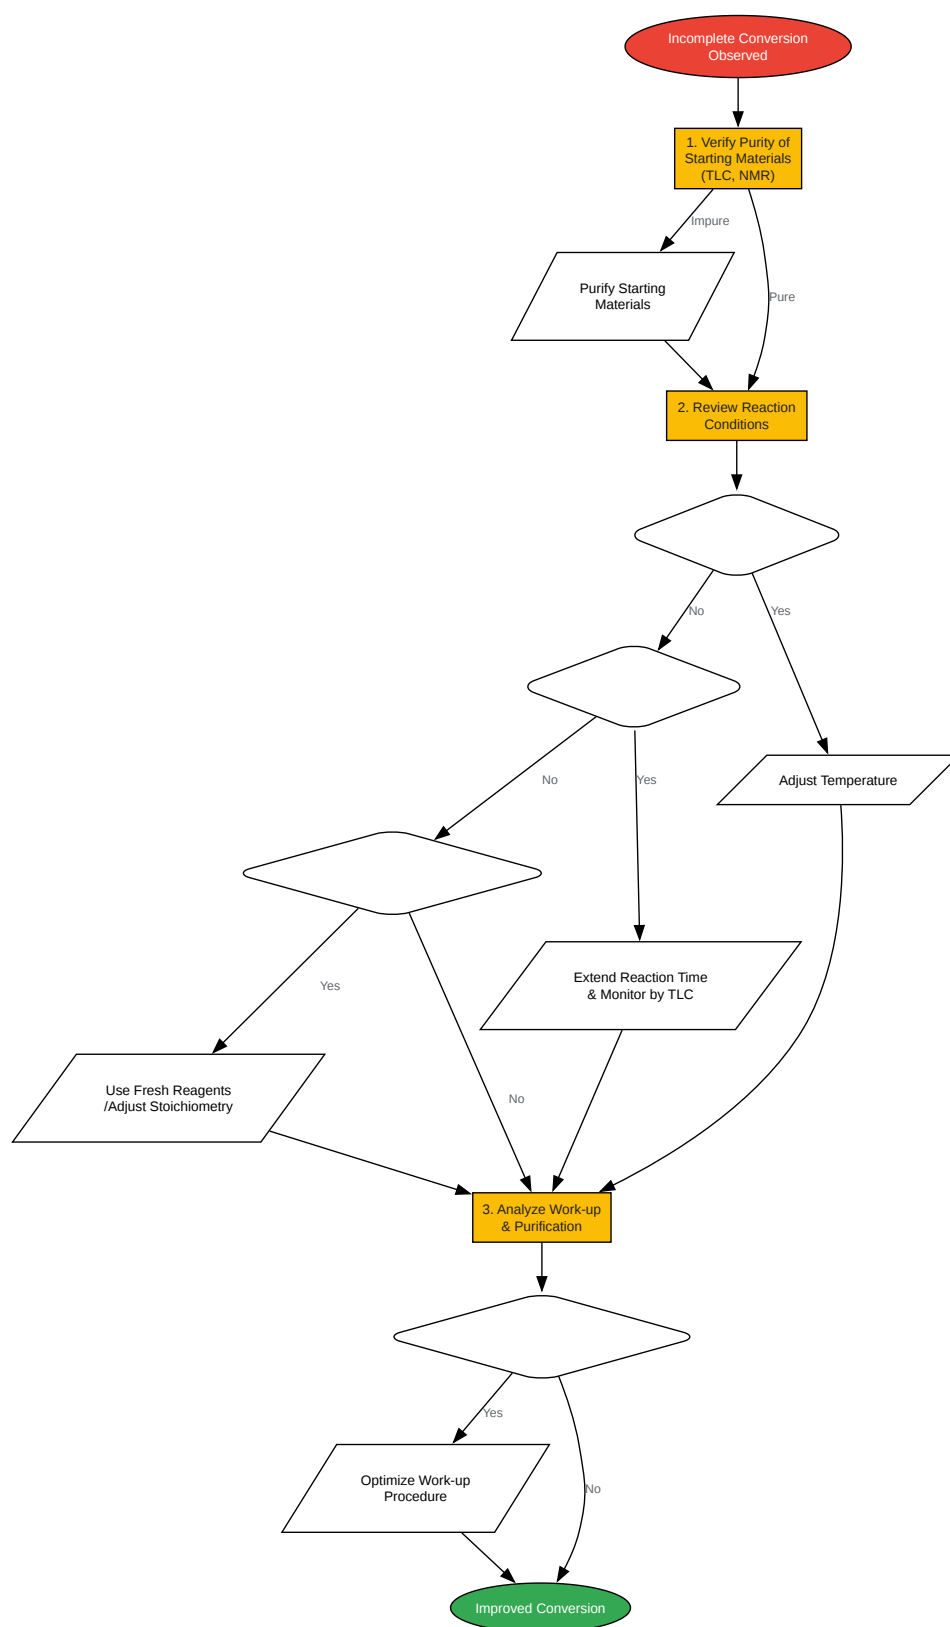 Incomplete Conversion
Observed
1. Verify Purity of
Starting Materials
(TLC, NMR)
Impure
Purify Starting
Materials
Pure
2. Review Reaction
Conditions
No
Yes
No
Yes
Adjust Temperature
Yes
Extend Reaction Time
& Monitor by TLC
Use Fresh Reagents
/Adjust Stoichiometry
No
3. Analyze Work-up
& Purification
Yes
Optimize Work-up
Procedure
No
Improved Conversion